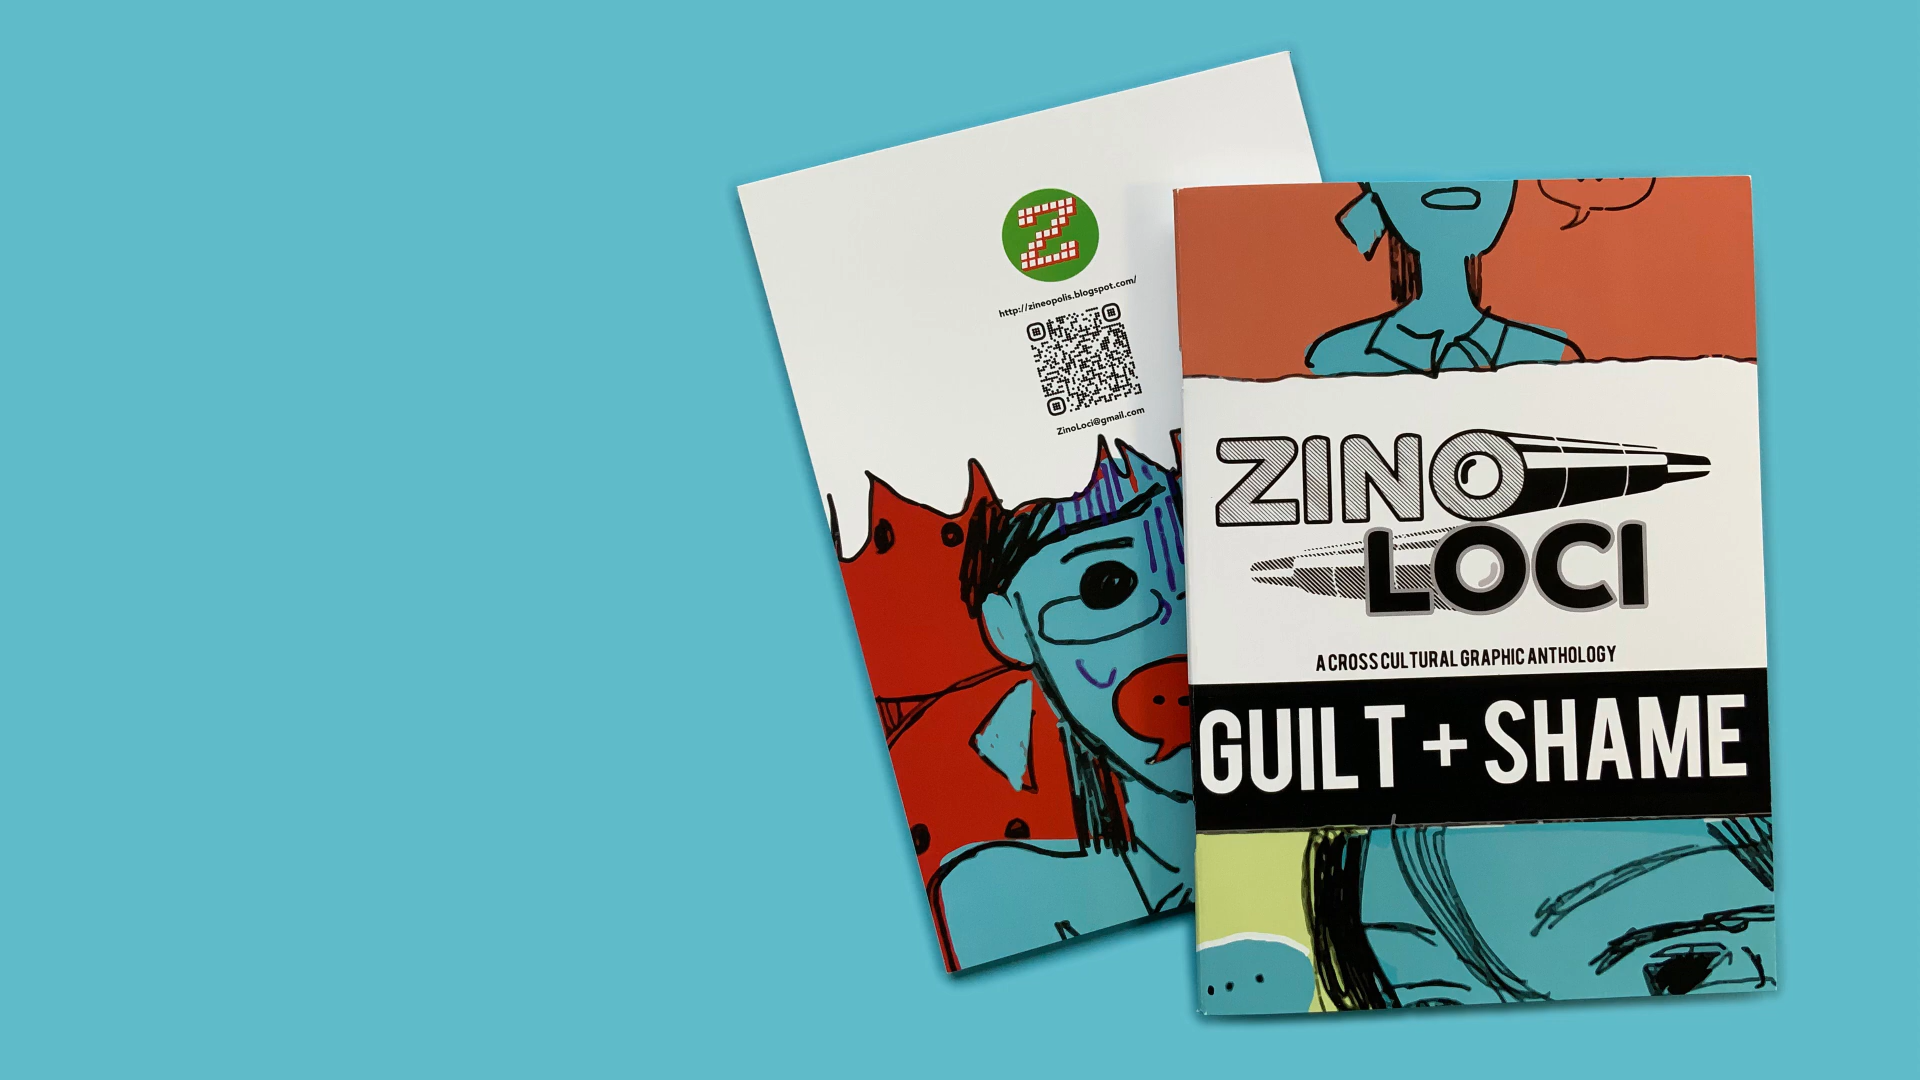 Z
http://zineopolis.blogspot.com/
ZinoLoci@gmail.com
ZINO
LOCI
A CROSS CULTURAL GRAPHIC ANTHOLOGY
GUILT + SHAME